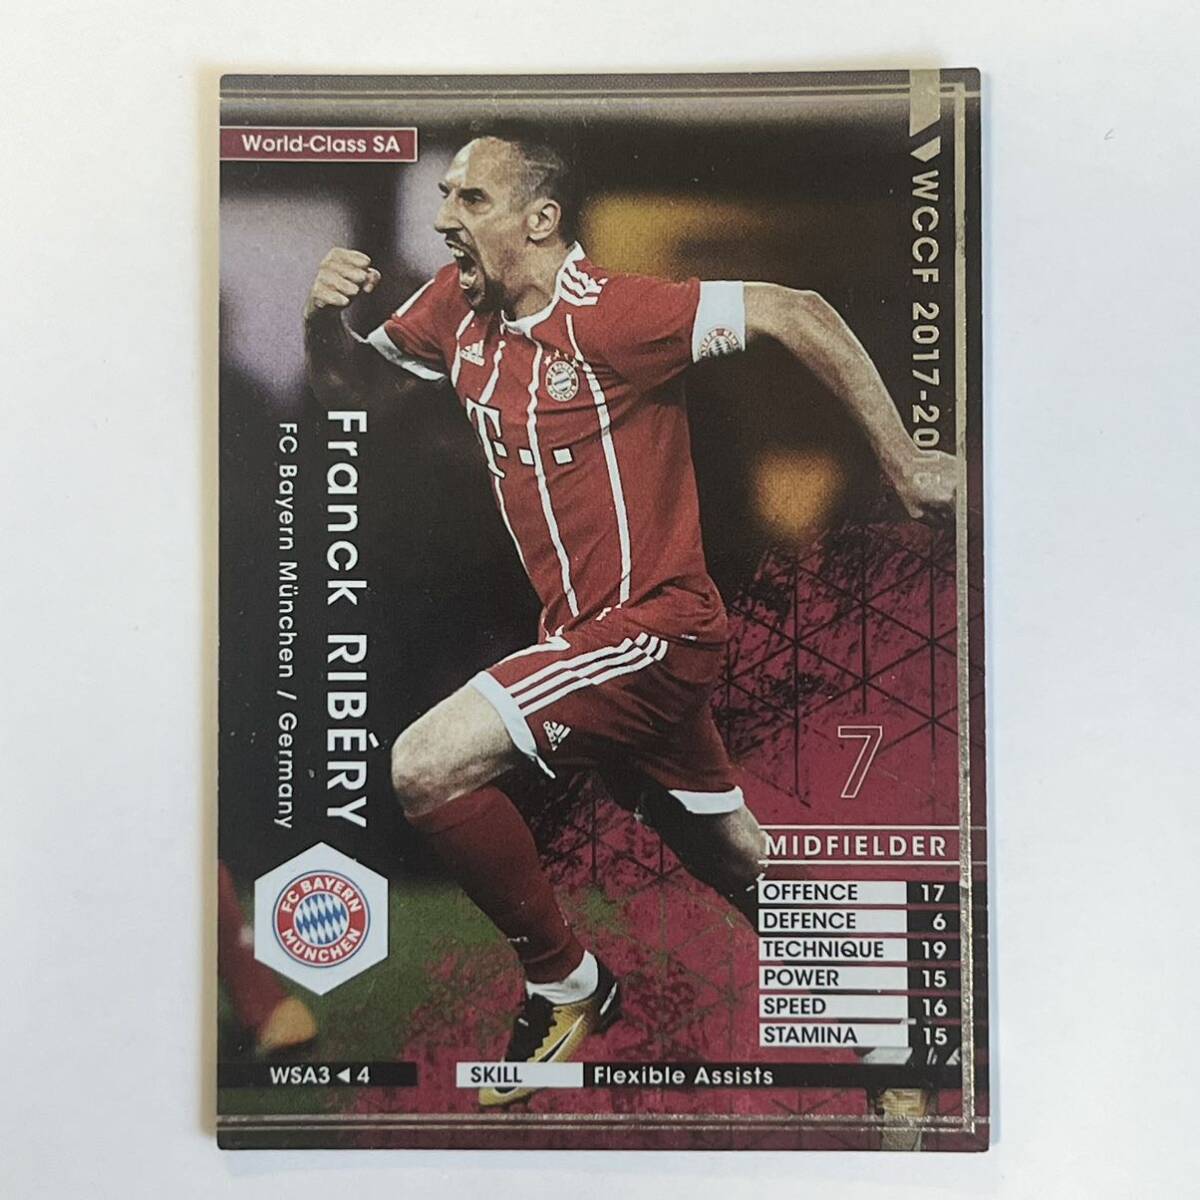 World-Class SA
WCCF 2017-2018
Franck RIBÉRY
FC Bayern München / Germany
T
FC BAYERN
MÜNCHEN
7
MIDFIELDER
OFFENCE 17
DEFENCE 6
TECHNIQUE 19
POWER 15
SPEED 16
STAMINA 15
WSA3 ◀ 4
SKILL Flexible Assists